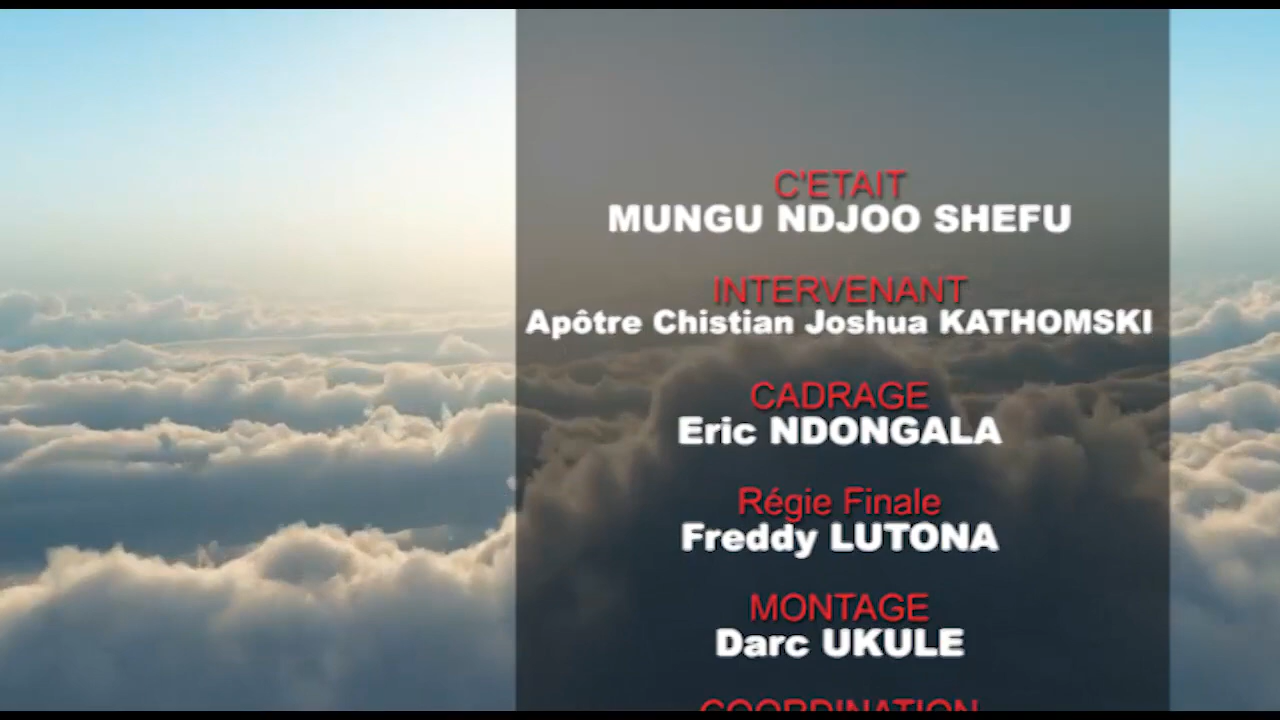 C'ETAIT
MUNGU NDJOO SHEFU
INTERVENANT
Apôtre Chistian Joshua KATHOMSKI
CADRAGE
Eric NDONGALA
Régie Finale
Freddy LUTONA
MONTAGE
Darc UKULE
COORDINATION